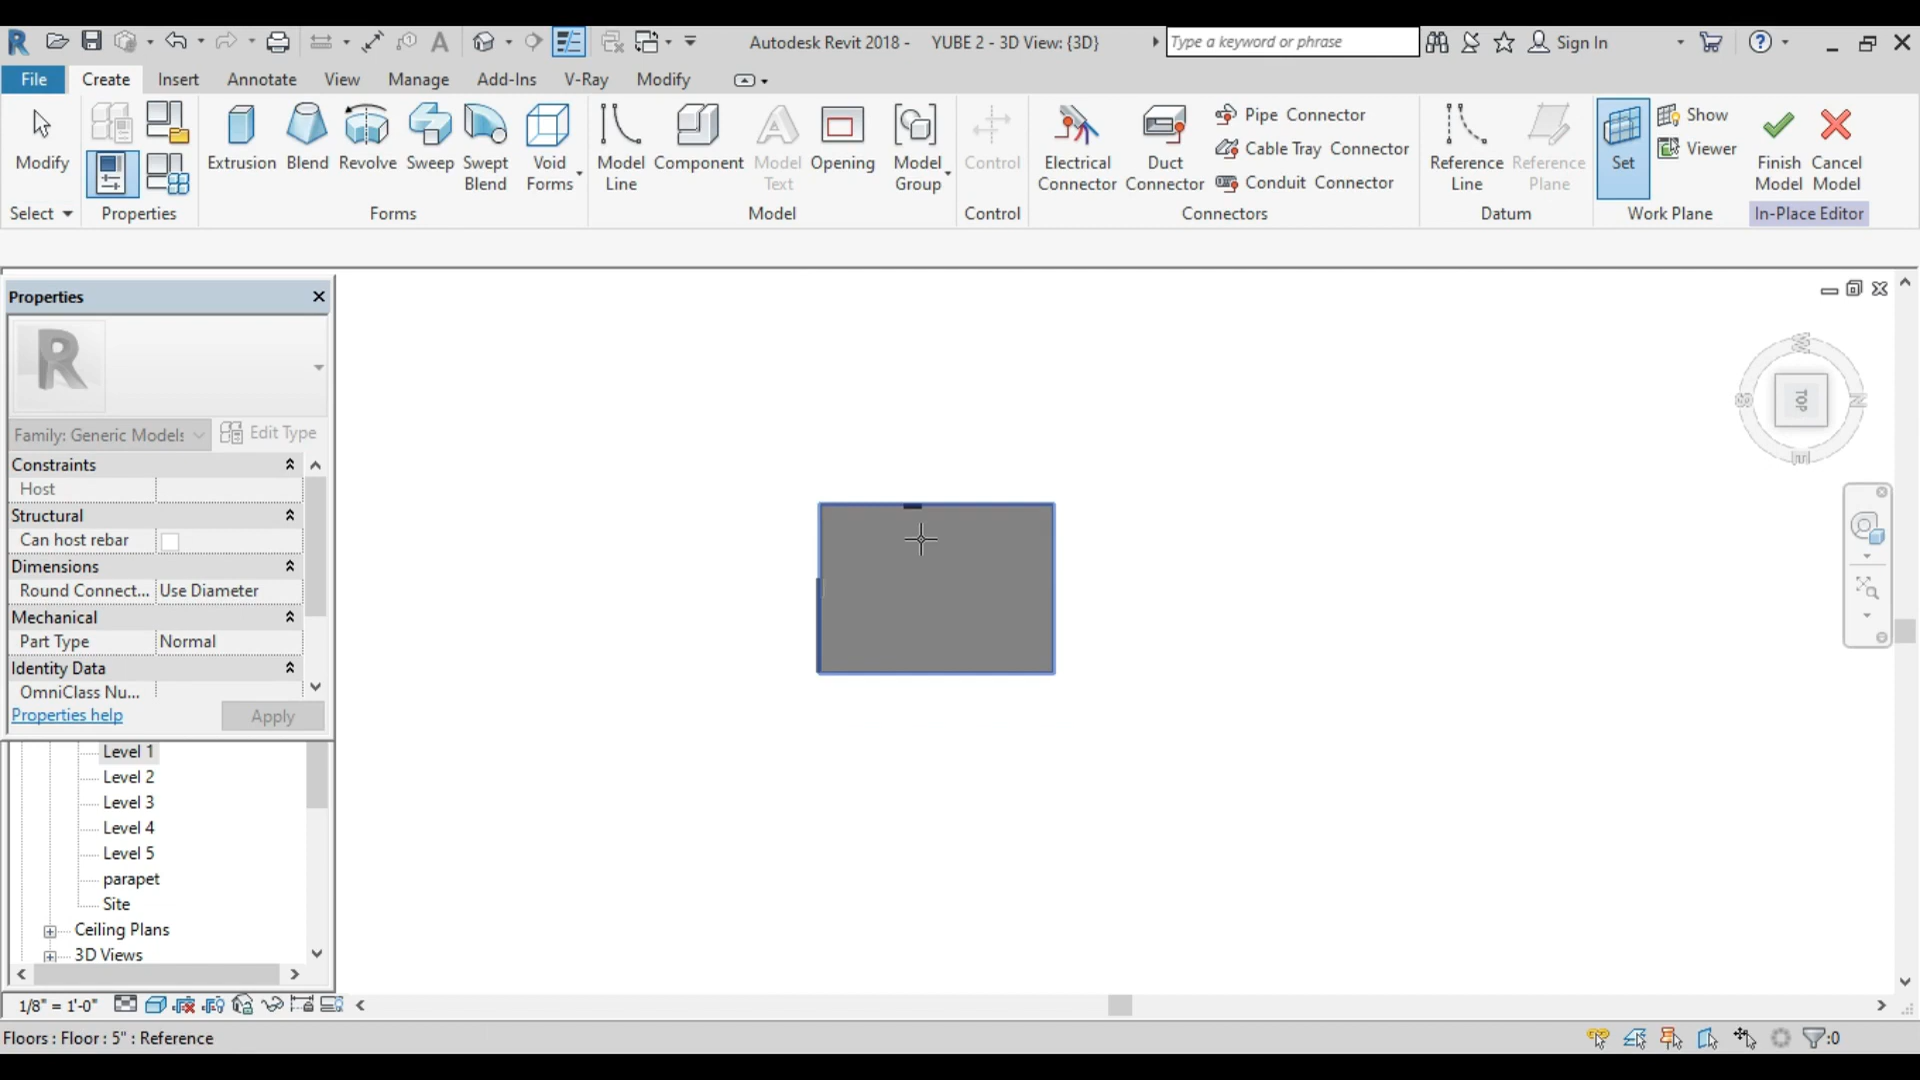 Autodesk Revit 2018 - YUBE 2 - 3D View: {3D}
Type a keyword or phrase
Sign In
File Create Insert Annotate View Manage Add-Ins V-Ray Modify
Modify
Select
Properties
Extrusion Blend Revolve Sweep Swept Blend Void Forms
Forms
Model Line Component Model Text Opening Model Group
Model
Control
Control
Electrical Connector Duct Connector
Pipe Connector
Cable Tray Connector
Conduit Connector
Connectors
Reference Line Reference Plane
Datum
Set
Show
Viewer
Work Plane
Finish Model Cancel Model
In-Place Editor
Properties
R
Family: Generic Models Edit Type
Constraints
Host
Structural
Can host rebar
Dimensions
Round Connect... Use Diameter
Mechanical
Part Type Normal
Identity Data
OmniClass Nu...
Properties help Apply
Level 1
Level 2
Level 3
Level 4
Level 5
parapet
Site
Ceiling Plans
3D Views
W
S TOP N
E
1/8" = 1'-0"
Floors : Floor : 5" : Reference
:0